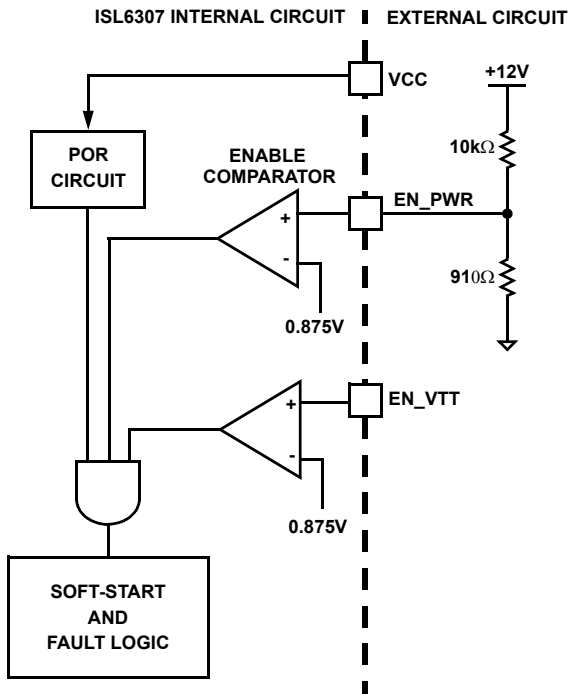 ISL6307 INTERNAL CIRCUIT
EXTERNAL CIRCUIT
VCC
+12V
POR
CIRCUIT
ENABLE
COMPARATOR
10kΩ
+
EN_PWR
-
910Ω
0.875V
EN_VTT
+
-
0.875V
SOFT-START
AND
FAULT LOGIC